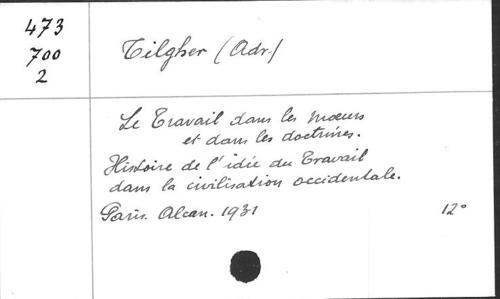 473
700
2
Tilgher (Adr.)
Le Travail dans les mœurs
et dans les doctrines.
Histoire de l'idée du Travail
dans la civilisation occidentale.
Paris. Alcan. 1931 12°